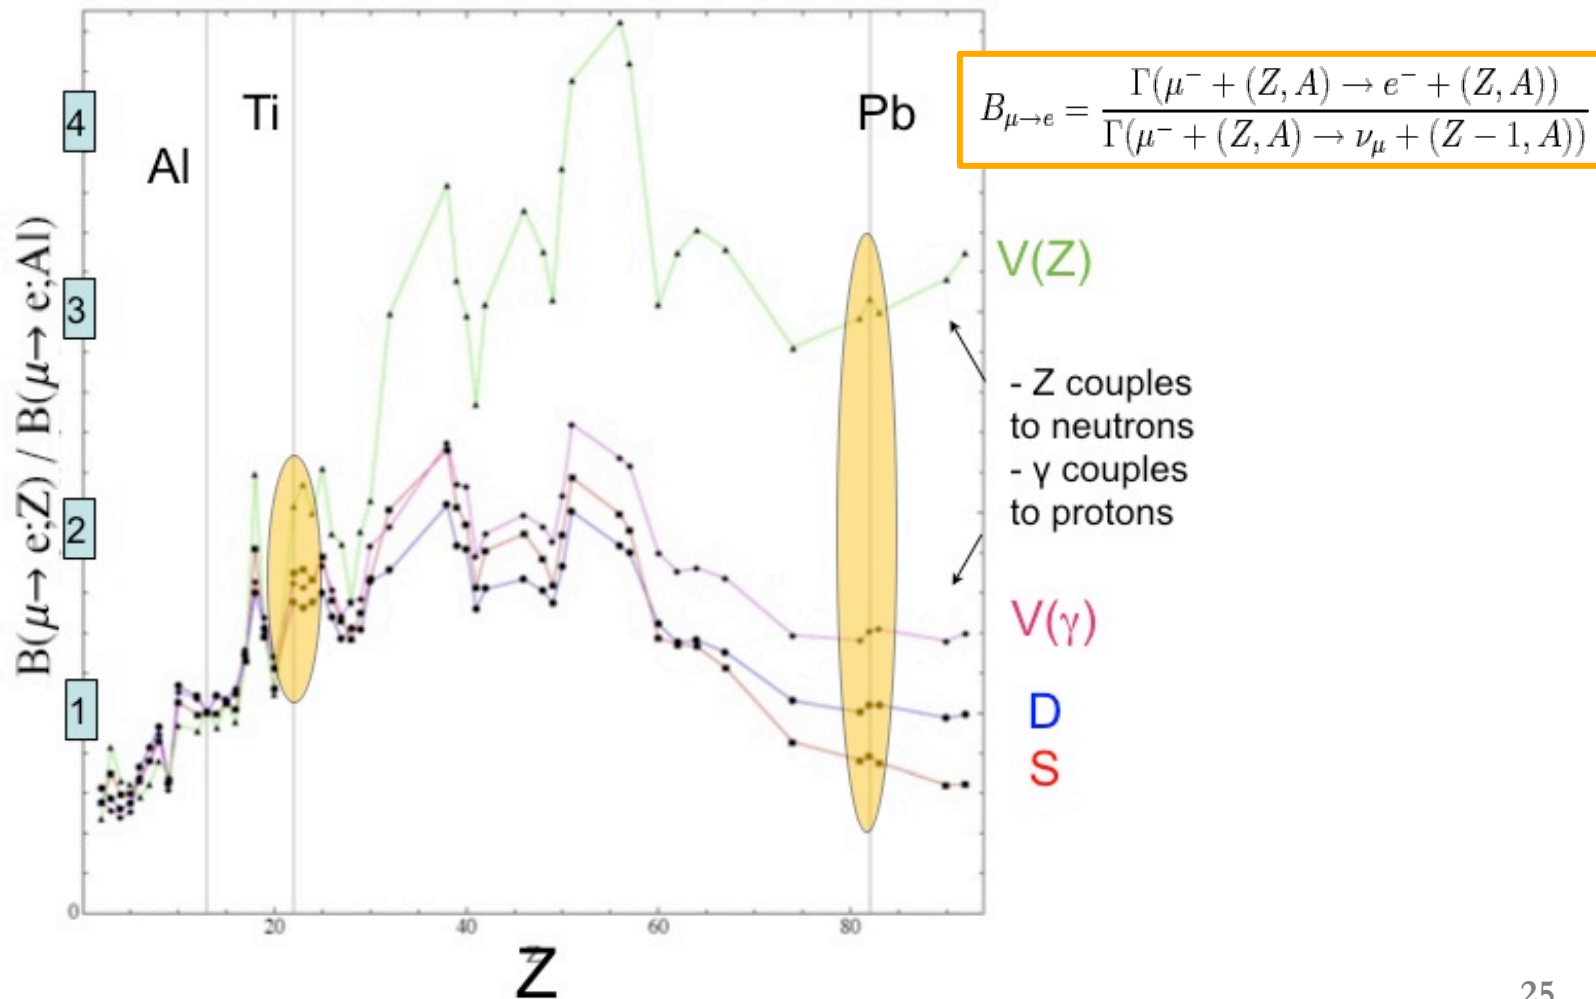 B(μ→ e;Z) / B(μ→ e;Al)
4
3
2
1
0
Al
Ti
Pb
20
40
60
80
Z
Z
B_{μ→e} = Γ(μ⁻ + (Z, A) → e⁻ + (Z, A)) / Γ(μ⁻ + (Z, A) → ν_μ + (Z − 1, A))
V(Z)
- Z couples
to neutrons
- γ couples
to protons
V(γ)
D
S
25